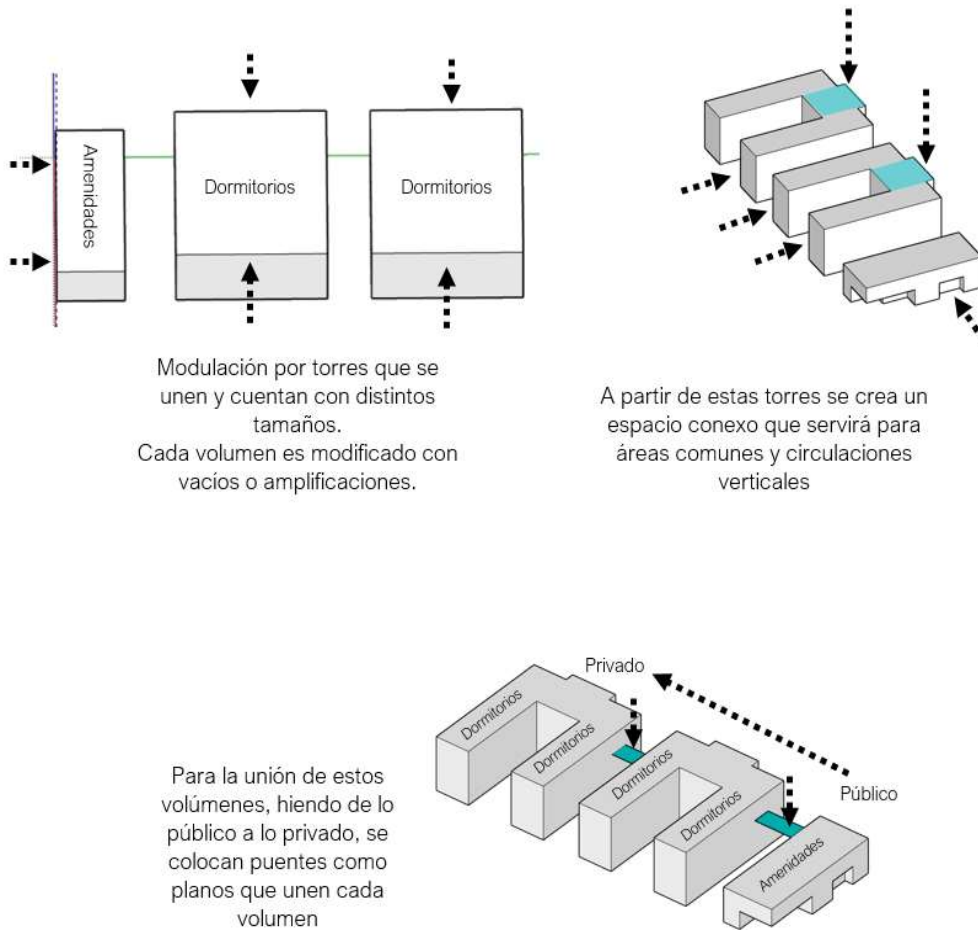 Amenidades
Dormitorios
Dormitorios
Modulación por torres que se
unen y cuentan con distintos
tamaños.
Cada volumen es modificado con
vacíos o amplificaciones.
A partir de estas torres se crea un
espacio conexo que servirá para
áreas comunes y circulaciones
verticales
Para la unión de estos
volúmenes, hiendo de lo
público a lo privado, se
colocan puentes como
planos que unen cada
volumen
Privado
Público
Dormitorios
Dormitorios
Dormitorios
Dormitorios
Amenidades